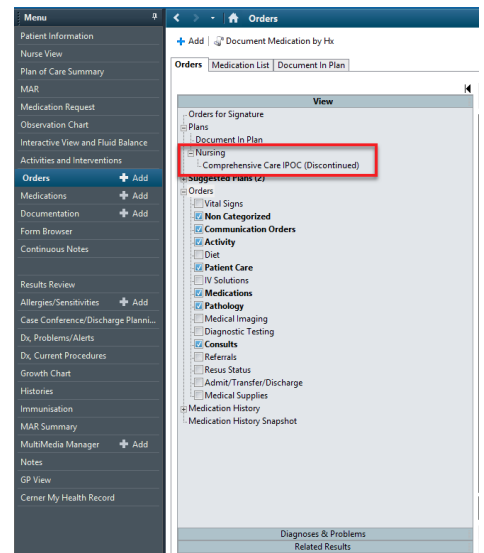 Menu
Patient Information
Nurse View
Plan of Care Summary
MAR
Medication Request
Observation Chart
Interactive View and Fluid Balance
Activities and Interventions
Orders + Add
Medications + Add
Documentation + Add
Form Browser
Continuous Notes
Results Review
Allergies/Sensitivities + Add
Case Conference/Discharge Planni...
Dx, Problems/Alerts
Dx, Current Procedures
Growth Chart
Histories
Immunisation
MAR Summary
MultiMedia Manager + Add
Notes
GP View
Cerner My Health Record
Orders
+ Add Document Medication by Hx
Orders Medication List Document In Plan
View
Orders for Signature
Plans
Document In Plan
Nursing
Comprehensive Care IPOC (Discontinued)
Suggested Plans (2)
Orders
Vital Signs
Non Categorized
Communication Orders
Activity
Diet
Patient Care
IV Solutions
Medications
Pathology
Medical Imaging
Diagnostic Testing
Consults
Referrals
Resus Status
Admit/Transfer/Discharge
Medical Supplies
Medication History
Medication History Snapshot
Diagnoses & Problems
Related Results